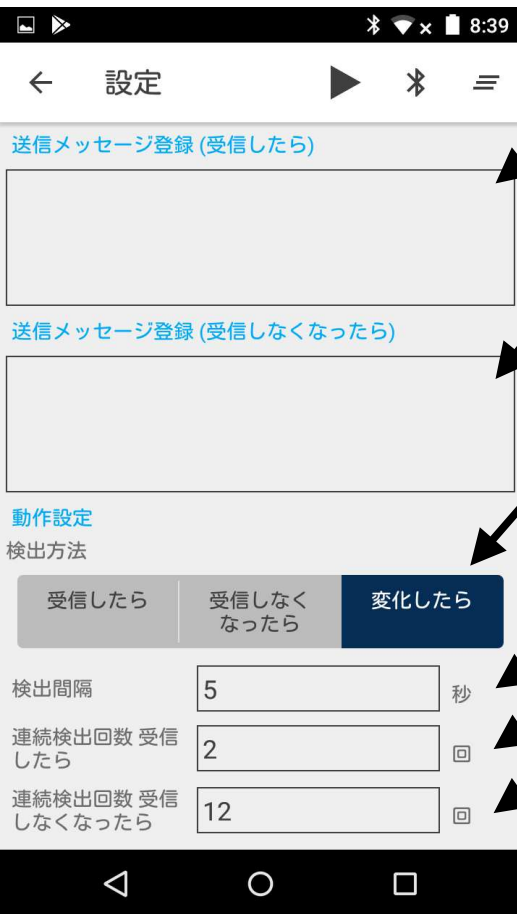 8:39
設定
送信メッセージ登録 (受信したら)
送信メッセージ登録 (受信しなくなったら)
動作設定
検出方法
受信したら
受信しなく
なったら
変化したら
検出間隔
5
秒
連続検出回数 受信
したら
2
回
連続検出回数 受信
しなくなったら
12
回